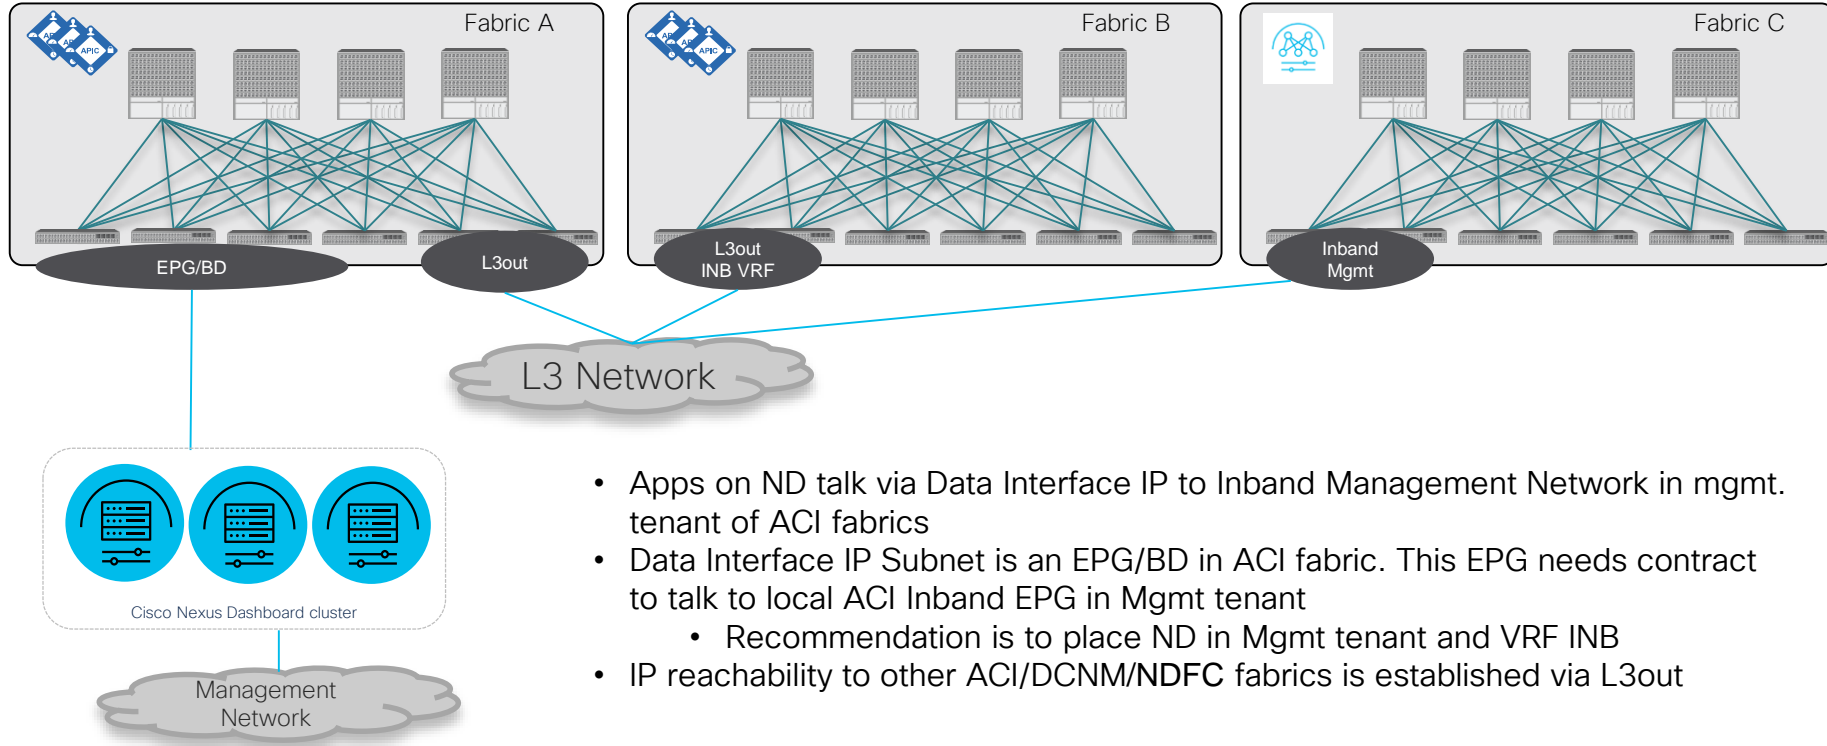 Fabric A
Fabric B
Fabric C
APIC
APIC
EPG/BD
L3out
L3out
INB VRF
Inband
Mgmt
L3 Network
Cisco Nexus Dashboard cluster
Management
Network
• Apps on ND talk via Data Interface IP to Inband Management Network in mgmt.
tenant of ACI fabrics
• Data Interface IP Subnet is an EPG/BD in ACI fabric. This EPG needs contract
to talk to local ACI Inband EPG in Mgmt tenant
• Recommendation is to place ND in Mgmt tenant and VRF INB
• IP reachability to other ACI/DCNM/NDFC fabrics is established via L3out